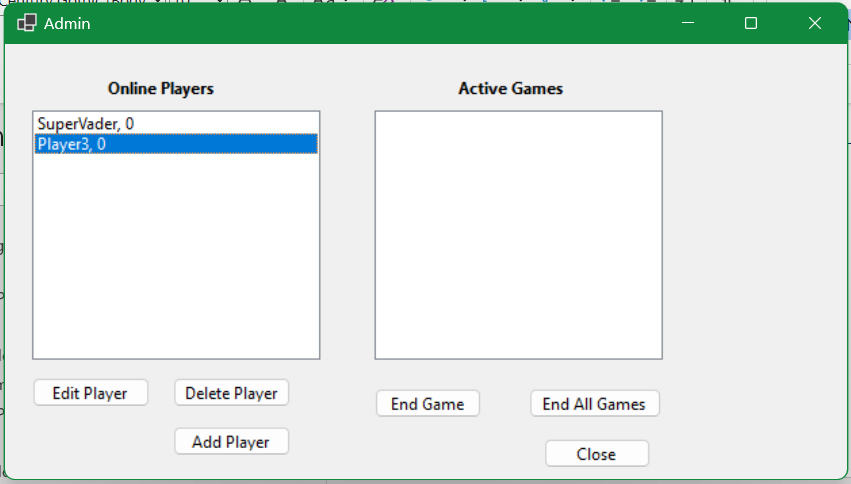 Admin
Online Players
Active Games
SuperVader, 0
Player3, 0
Edit Player
Delete Player
End Game
End All Games
Add Player
Close